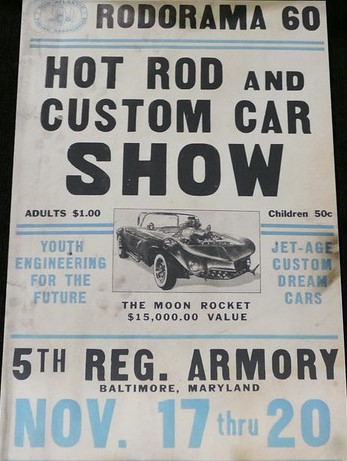 RODORAMA 60
HOT ROD AND
CUSTOM CAR
SHOW
ADULTS $1.00
Children 50c
YOUTH
ENGINEERING
FOR THE
FUTURE
JET-AGE
CUSTOM
DREAM
CARS
THE MOON ROCKET
$15,000.00 VALUE
5TH REG. ARMORY
BALTIMORE, MARYLAND
NOV. 17 thru 20